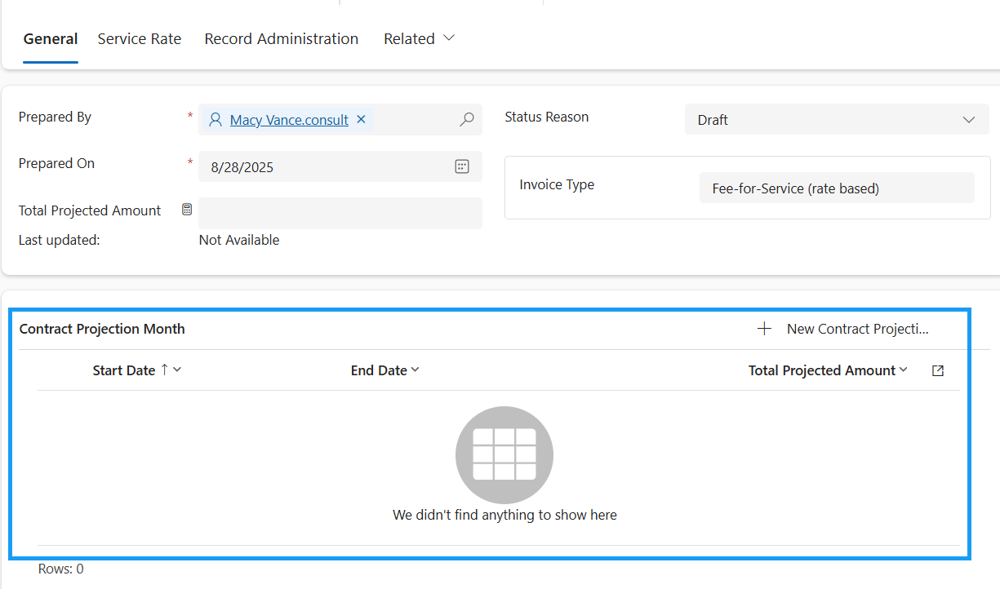 General Service Rate Record Administration Related
Prepared By * Macy Vance.consult Status Reason Draft
Prepared On * 8/28/2025
Invoice Type Fee-for-Service (rate based)
Total Projected Amount
Last updated: Not Available
Contract Projection Month + New Contract Projecti...
Start Date ↑ End Date Total Projected Amount
We didn't find anything to show here
Rows: 0